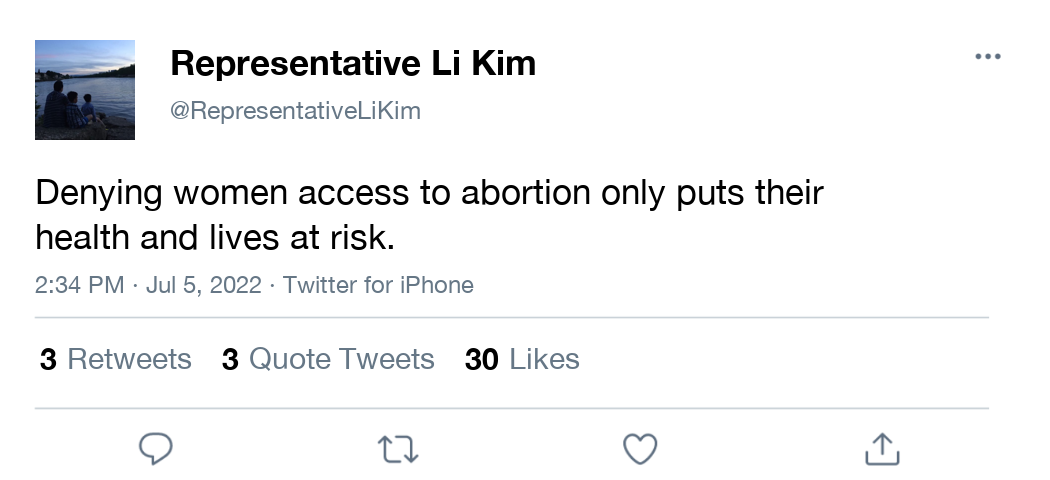 Representative Li Kim
@RepresentativeLiKim
Denying women access to abortion only puts their
health and lives at risk.
2:34 PM · Jul 5, 2022 · Twitter for iPhone
3 Retweets 3 Quote Tweets 30 Likes